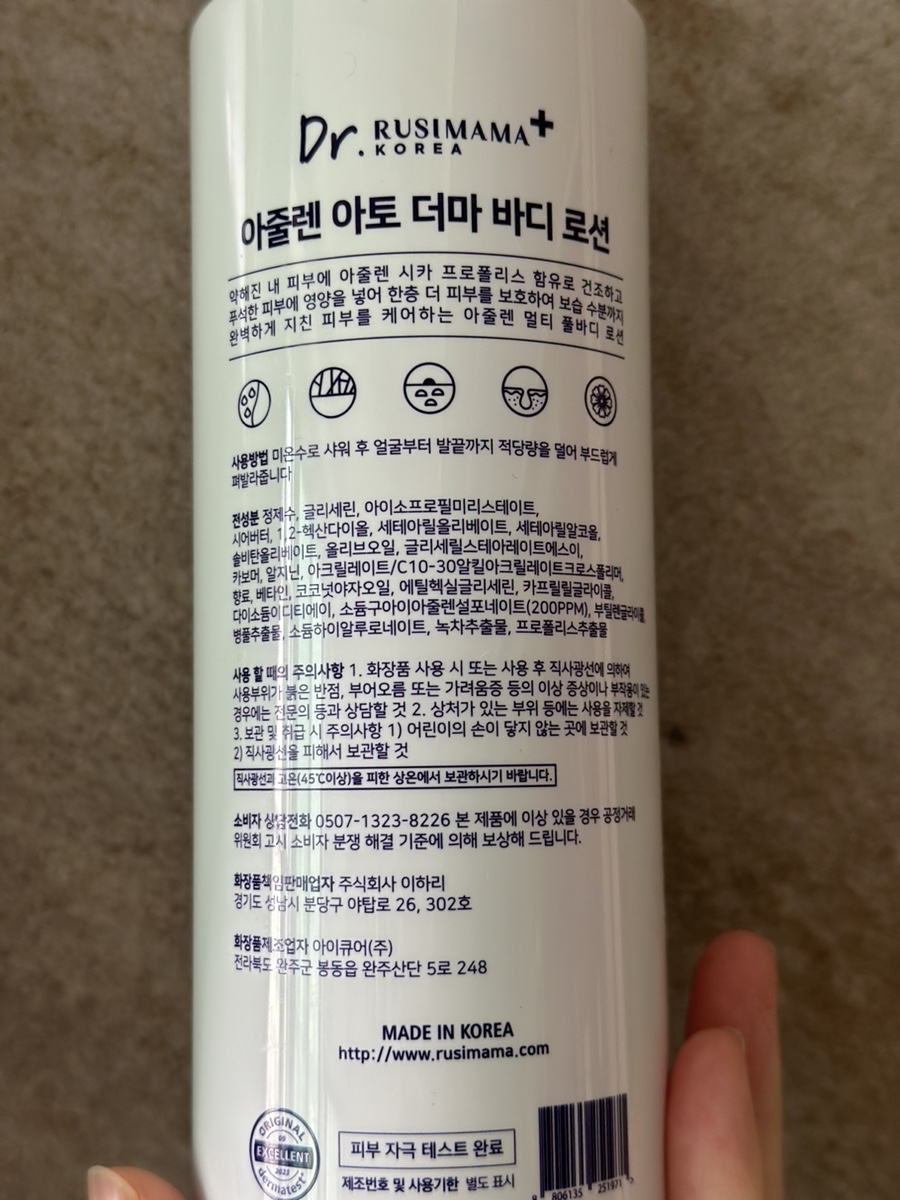 Dr. RUSIMAMA+
KOREA
아줄렌 아토 더마 바디 로션
약해진 내 피부에 아줄렌 시카 프로폴리스 함유로 건조하고
푸석한 피부에 영양을 넣어 한층 더 피부를 보호하여 보습 수분까지
완벽하게 지친 피부를 케어하는 아줄렌 멀티 풀바디 로션
사용방법 미온수로 샤워 후 얼굴부터 발끝까지 적당량을 덜어 부드럽게
펴발라줍니다
전성분 정제수, 글리세린, 아이소프로필미리스테이트,
시어버터, 1,2-헥산다이올, 세테아릴올리베이트, 세테아릴알코올,
솔비탄올리베이트, 올리브오일, 글리세릴스테아레이트에스이,
카보머, 알지닌, 아크릴레이트/C10-30알킬아크릴레이트크로스폴리머,
향료, 베타인, 코코넛야자오일, 에틸헥실글리세린, 카프릴릴글라이콜,
다이소듐이디티에이, 소듐구아이아줄렌설포네이트(200PPM), 부틸렌글라이콜,
병풀추출물, 소듐하이알루로네이트, 녹차추출물, 프로폴리스추출물
사용 할 때의 주의사항 1. 화장품 사용 시 또는 사용 후 직사광선에 의하여
사용부위가 붉은 반점, 부어오름 또는 가려움증 등의 이상 증상이나 부작용이 있는
경우에는 전문의 등과 상담할 것 2. 상처가 있는 부위 등에는 사용을 자제할 것
3. 보관 및 취급 시 주의사항 1) 어린이의 손이 닿지 않는 곳에 보관할 것
2) 직사광선을 피해서 보관할 것
직사광선과 고온(45℃이상)을 피한 상온에서 보관하시기 바랍니다.
소비자 상담전화 0507-1323-8226 본 제품에 이상 있을 경우 공정거래
위원회 고시 소비자 분쟁 해결 기준에 의해 보상해 드립니다.
화장품책임판매업자 주식회사 이하리
경기도 성남시 분당구 야탑로 26, 302호
화장품제조업자 아이큐어(주)
전라북도 완주군 봉동읍 완주산단 5로 248
MADE IN KOREA
http://www.rusimama.com
ORIGINAL
EXCELLENT
2023
dermatest
피부 자극 테스트 완료
제조번호 및 사용기한 별도 표시
8 806135 251971